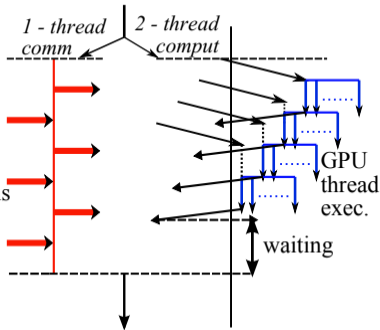 1 - thread
comm
2 - thread
comput
GPU
thread
exec.
waiting